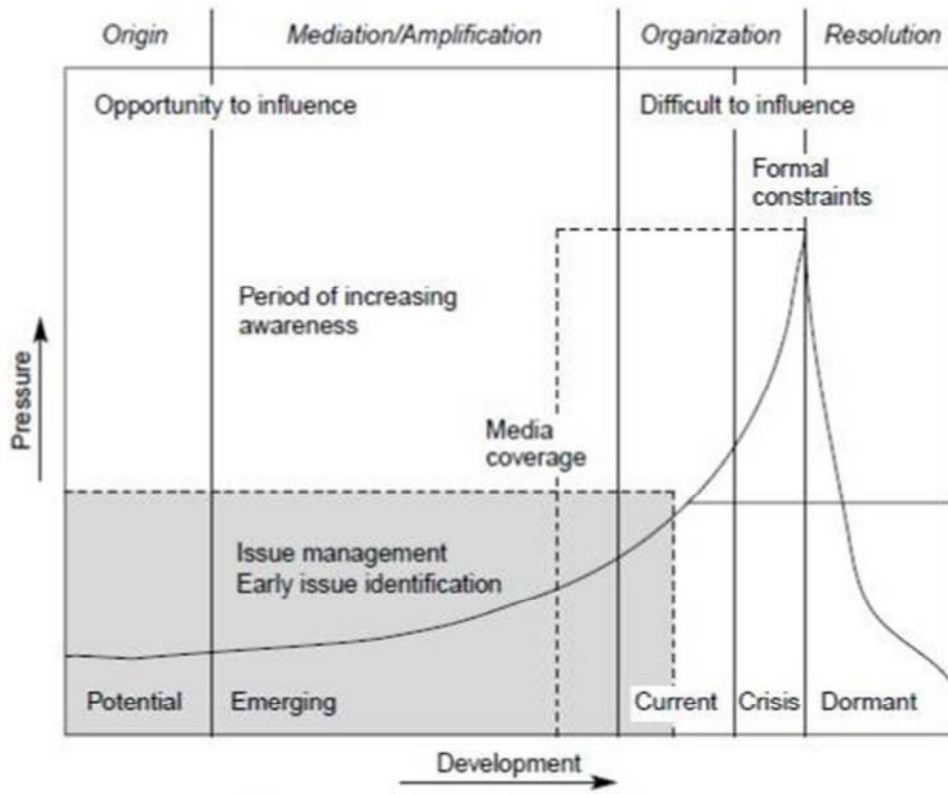 Origin
Mediation/Amplification
Organization
Resolution
Opportunity to influence
Difficult to influence
Formal
constraints
Period of increasing
awareness
Pressure
Media
coverage
Issue management
Early issue identification
Potential
Emerging
Current
Crisis
Dormant
Development